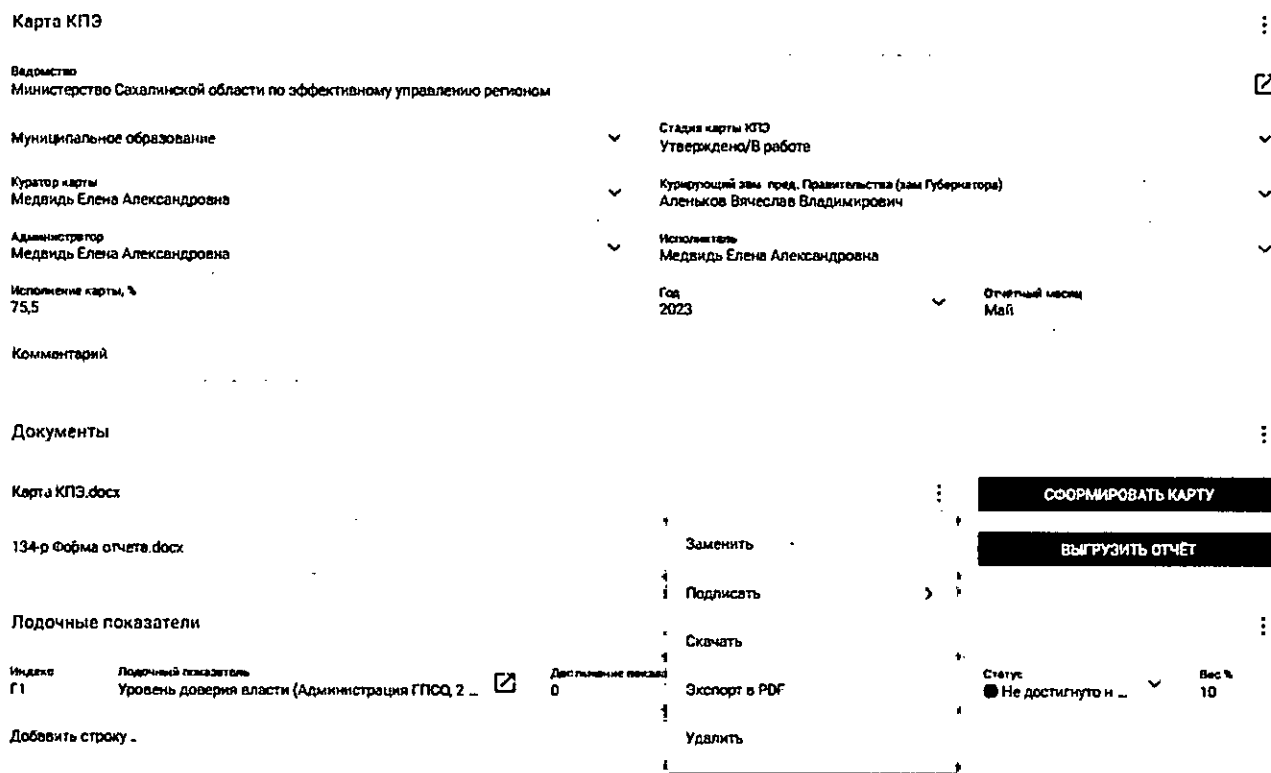 Карта КПЭ
Ведомство
Министерство Сахалинской области по эффективному управлению регионом
Муниципальное образование
Стадия карты КПЭ
Утверждено/В работе
Куратор карты
Медвидь Елена Александровна
Курирующий зам. пред. Правительства (зам Губернатора)
Аленьков Вячеслав Владимирович
Администратор
Медвидь Елена Александровна
Исполнитель
Медвидь Елена Александровна
Исполнение карты, %
75,5
Год
2023
Отчётный месяц
Май
Комментарий
Документы
Карта КПЭ.docx
СФОРМИРОВАТЬ КАРТУ
134-р Форма отчета.docx
Заменить
ВЫГРУЗИТЬ ОТЧЁТ
Подписать
Лодочные показатели
Скачать
Индекс
Г1
Лодочный показатель
Уровень доверия власти (Администрация ГПСО, 2 ...
Достижение показа
0
Экспорт в PDF
Статус
Не достигнуто н ...
Вес %
10
Добавить строку ...
Удалить